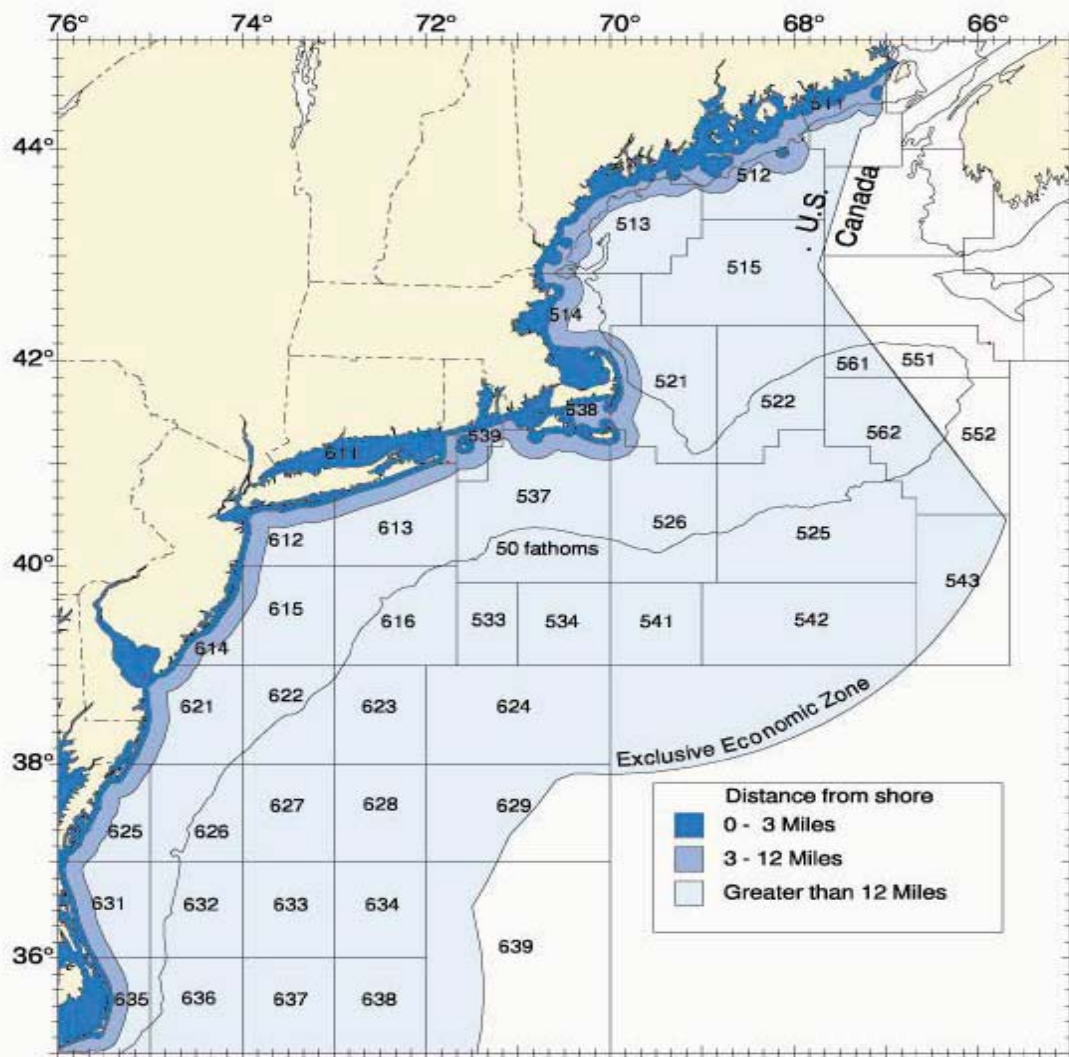 76° 74° 72° 70° 68° 66°
44°
42°
40°
38°
36°
511
512
513
U.S.
Canada
515
514
521
561 551
522
538
562 552
539
611
537
526
525
613
612
50 fathoms
543
615
616 533 534 541 542
614
621 622 623 624
Exclusive Economic Zone
627 628 629
625 626
631 632 633 634
639
635 636 637 638
Distance from shore
0 - 3 Miles
3 - 12 Miles
Greater than 12 Miles